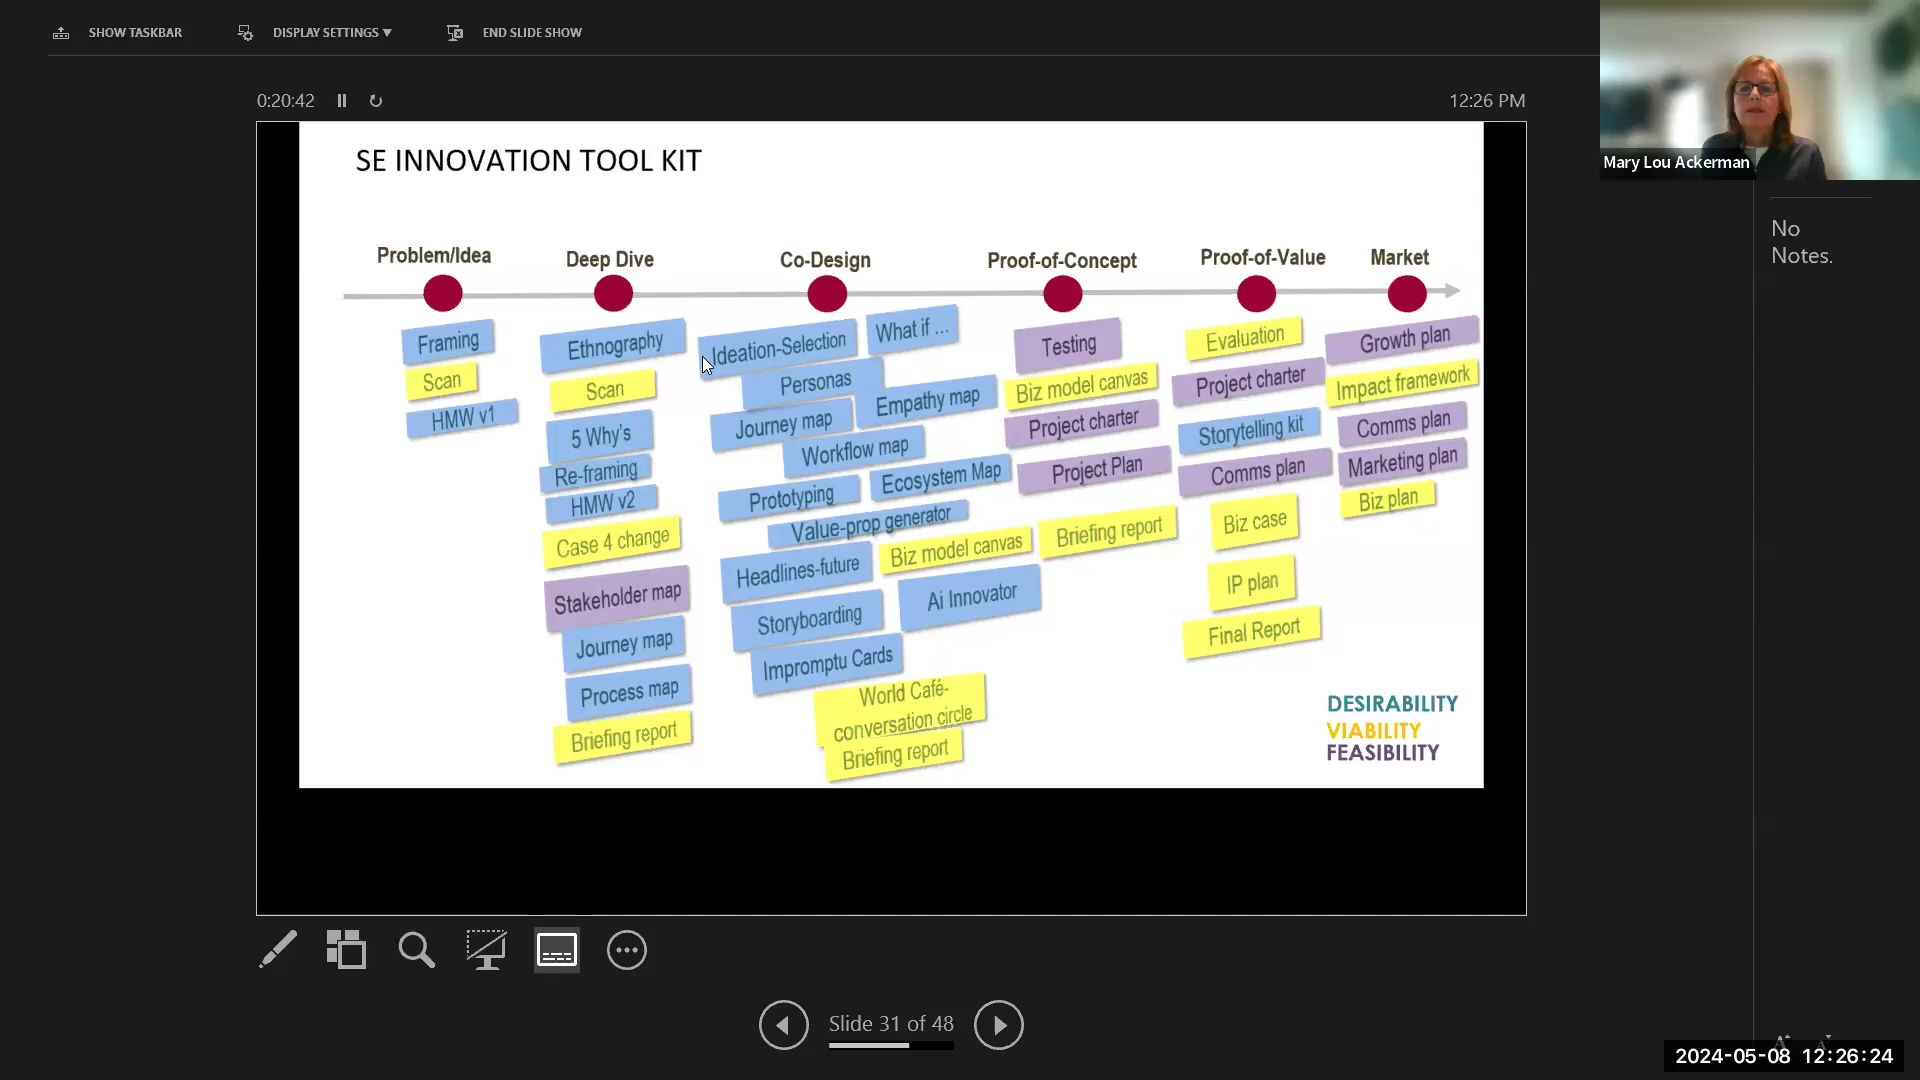 SHOW TASKBAR
DISPLAY SETTINGS
END SLIDE SHOW
0:20:42
12:26 PM
Mary Lou Ackerman
No
Notes.
SE INNOVATION TOOL KIT
Problem/Idea
Deep Dive
Co-Design
Proof-of-Concept
Proof-of-Value
Market
Framing
Scan
HMW v1
Ethnography
Scan
5 Why's
Re-framing
HMW v2
Case 4 change
Stakeholder map
Journey map
Process map
Briefing report
Ideation-Selection
What if ...
Personas
Empathy map
Journey map
Workflow map
Ecosystem Map
Prototyping
Value-prop generator
Biz model canvas
Headlines-future
Ai Innovator
Storyboarding
Impromptu Cards
World Café-
conversation circle
Briefing report
Testing
Biz model canvas
Project charter
Project Plan
Briefing report
Evaluation
Project charter
Storytelling kit
Comms plan
Biz case
IP plan
Final Report
Growth plan
Impact framework
Comms plan
Marketing plan
Biz plan
DESIRABILITY
VIABILITY
FEASIBILITY
Slide 31 of 48
2024-05-08 12:26:24